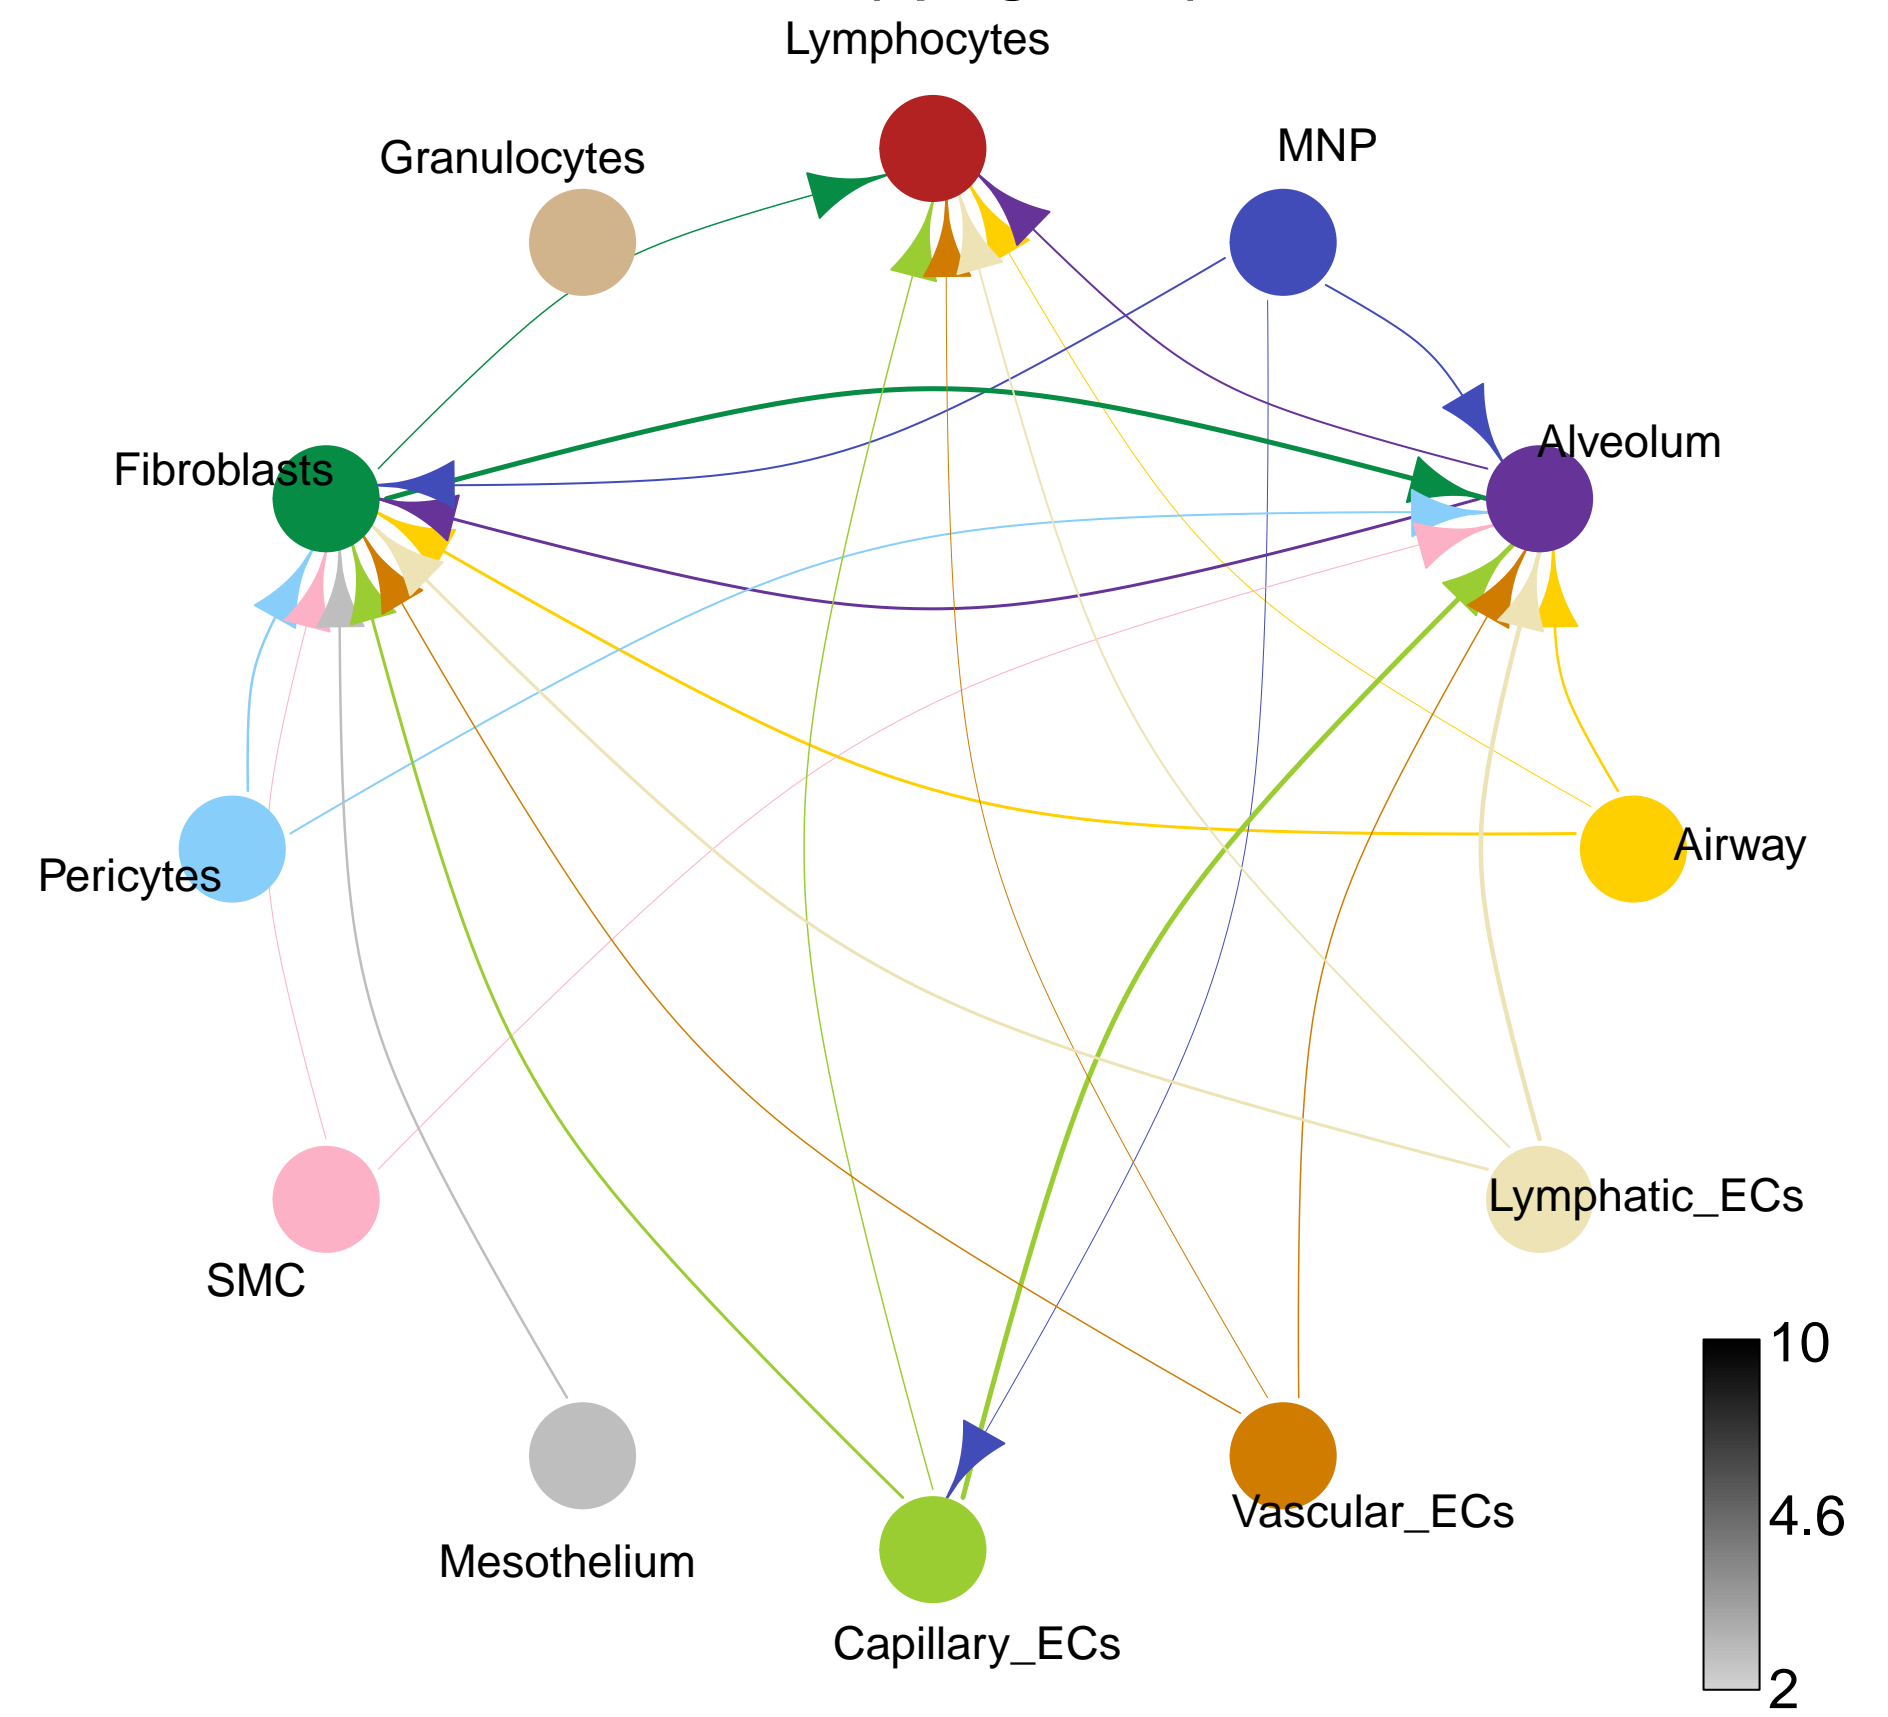 Lymphocytes
MNP
Granulocytes
Alveolum
Fibroblasts
Airway
Pericytes
Lymphatic_ECs
SMC
10
4.6
Vascular_ECs
Mesothelium
Capillary_ECs
2